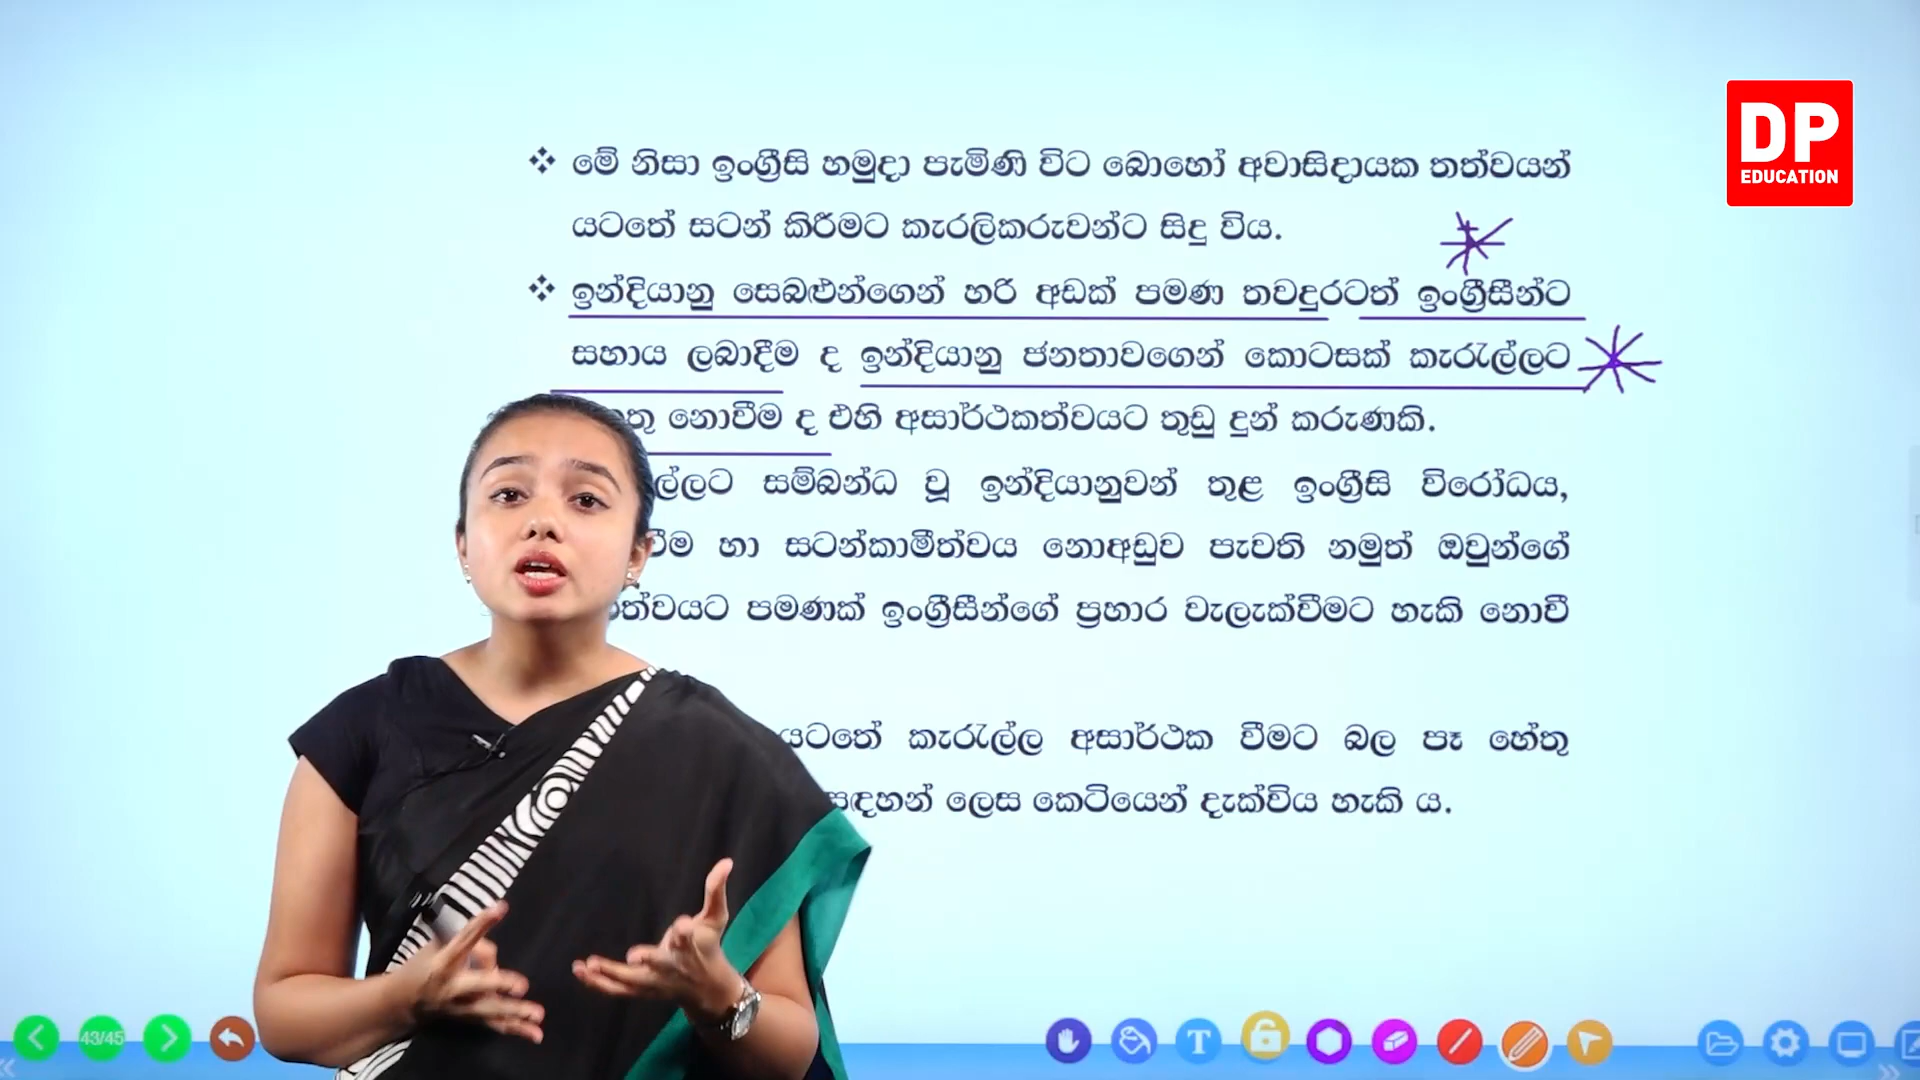 DP
EDUCATION
❖ මේ නිසා ඉංග්‍රීසි හමුදා පැමිණි විට බොහෝ අවාසිදායක තත්වයන්
යටතේ සටන් කිරීමට කැරලිකරුවන්ට සිදු විය.
❖ ඉන්දියානු සෙබළුන්ගෙන් හරි අඩක් පමණ තවදුරටත් ඉංග්‍රීසීන්ට
සහාය ලබාදීම ද ඉන්දියානු ජනතාවගෙන් කොටසක් කැරැල්ලට
නොවීම ද එහි අසාර්ථකත්වයට තුඩු දුන් කරුණකි.
සම්බන්ධ වූ ඉන්දියානුවන් තුළ ඉංග්‍රීසි විරෝධය,
හා සටන්කාමීත්වය නොඅඩුව පැවති නමුත් ඔවුන්ගේ
පමණක් ඉංග්‍රීසීන්ගේ ප්‍රහාර වැලැක්වීමට හැකි නොවී
යටතේ කැරැල්ල අසාර්ථක වීමට බල පෑ හේතු
සඳහන් ලෙස කෙටියෙන් දැක්විය හැකි ය.
43/45
T